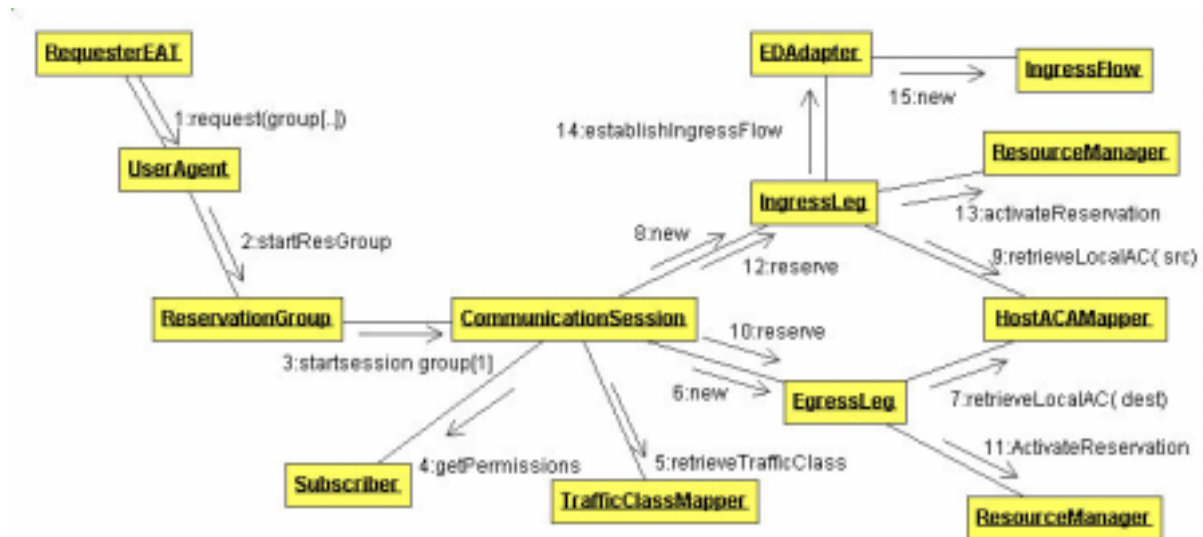 RequesterEAT
EDAdapter
IngressFlow
15:new
1:request(group[..])
14:establishIngressFlow
UserAgent
ResourceManager
IngressLeg
13:activateReservation
2:startResGroup
8:new
12:reserve
9:retrieveLocalAC( src)
ReservationGroup
CommunicationSession
HostACAMapper
10:reserve
3:startsession group[1]
6:new
EgressLeg
7:retrieveLocalAC( dest)
11:ActivateReservation
4:getPermissions
5:retrieveTrafficClass
Subscriber
TrafficClassMapper
ResourceManager